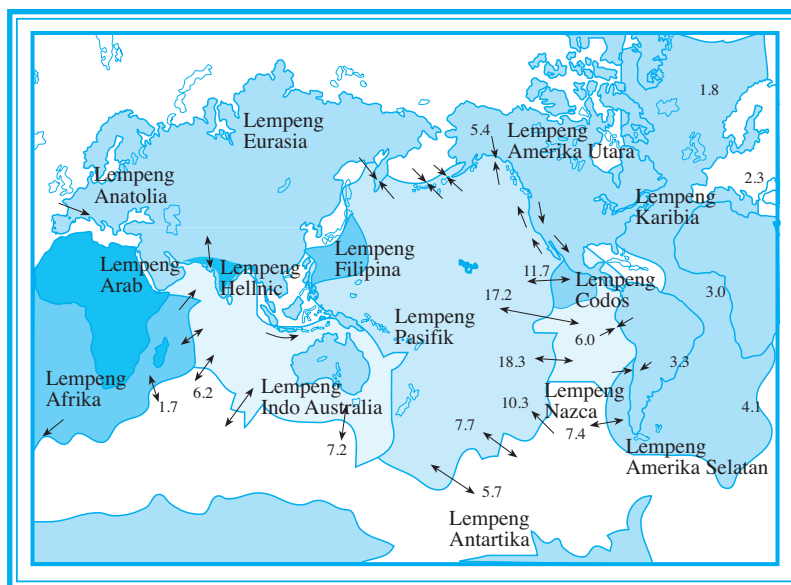 1.8
5.4
Lempeng
Amerika Utara
Lempeng
Eurasia
Lempeng
Anatolia
2.3
Lempeng
Karibia
Lempeng
Arab
Lempeng
Hellnic
Lempeng
Filipina
11.7
Lempeng
Codos
3.0
17.2
Lempeng
Pasifik
6.0
18.3
3.3
Lempeng
Afrika
6.2
1.7
Lempeng
Indo Australia
Lempeng
Nazca
10.3
4.1
7.7
7.4
7.2
Lempeng
Amerika Selatan
5.7
Lempeng
Antartika